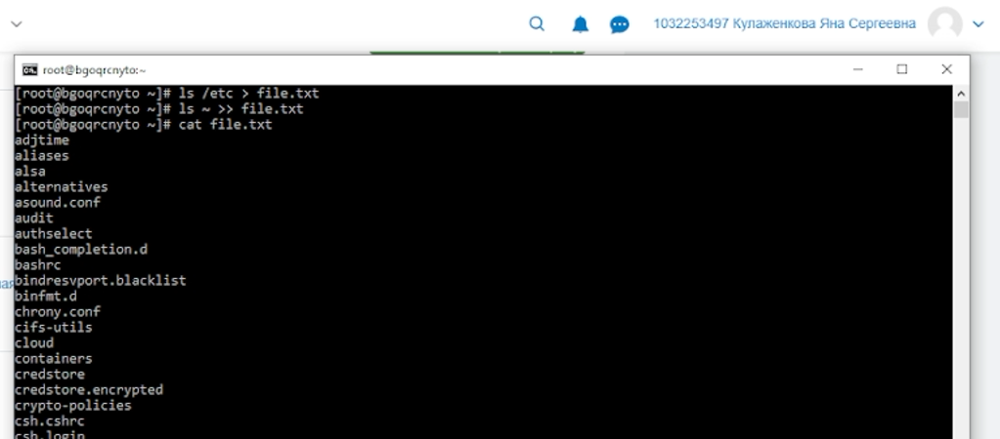 1032253497 Кулаженкова Яна Сергеевна
root@bgoqrcnyto:~
[root@bgoqrcnyto ~]# ls /etc > file.txt
[root@bgoqrcnyto ~]# ls ~ >> file.txt
[root@bgoqrcnyto ~]# cat file.txt
adjtime
aliases
alsa
alternatives
asound.conf
audit
authselect
bash_completion.d
bashrc
bindresvport.blacklist
binfmt.d
chrony.conf
cifs-utils
cloud
containers
credstore
credstore.encrypted
crypto-policies
csh.cshrc
csh.login